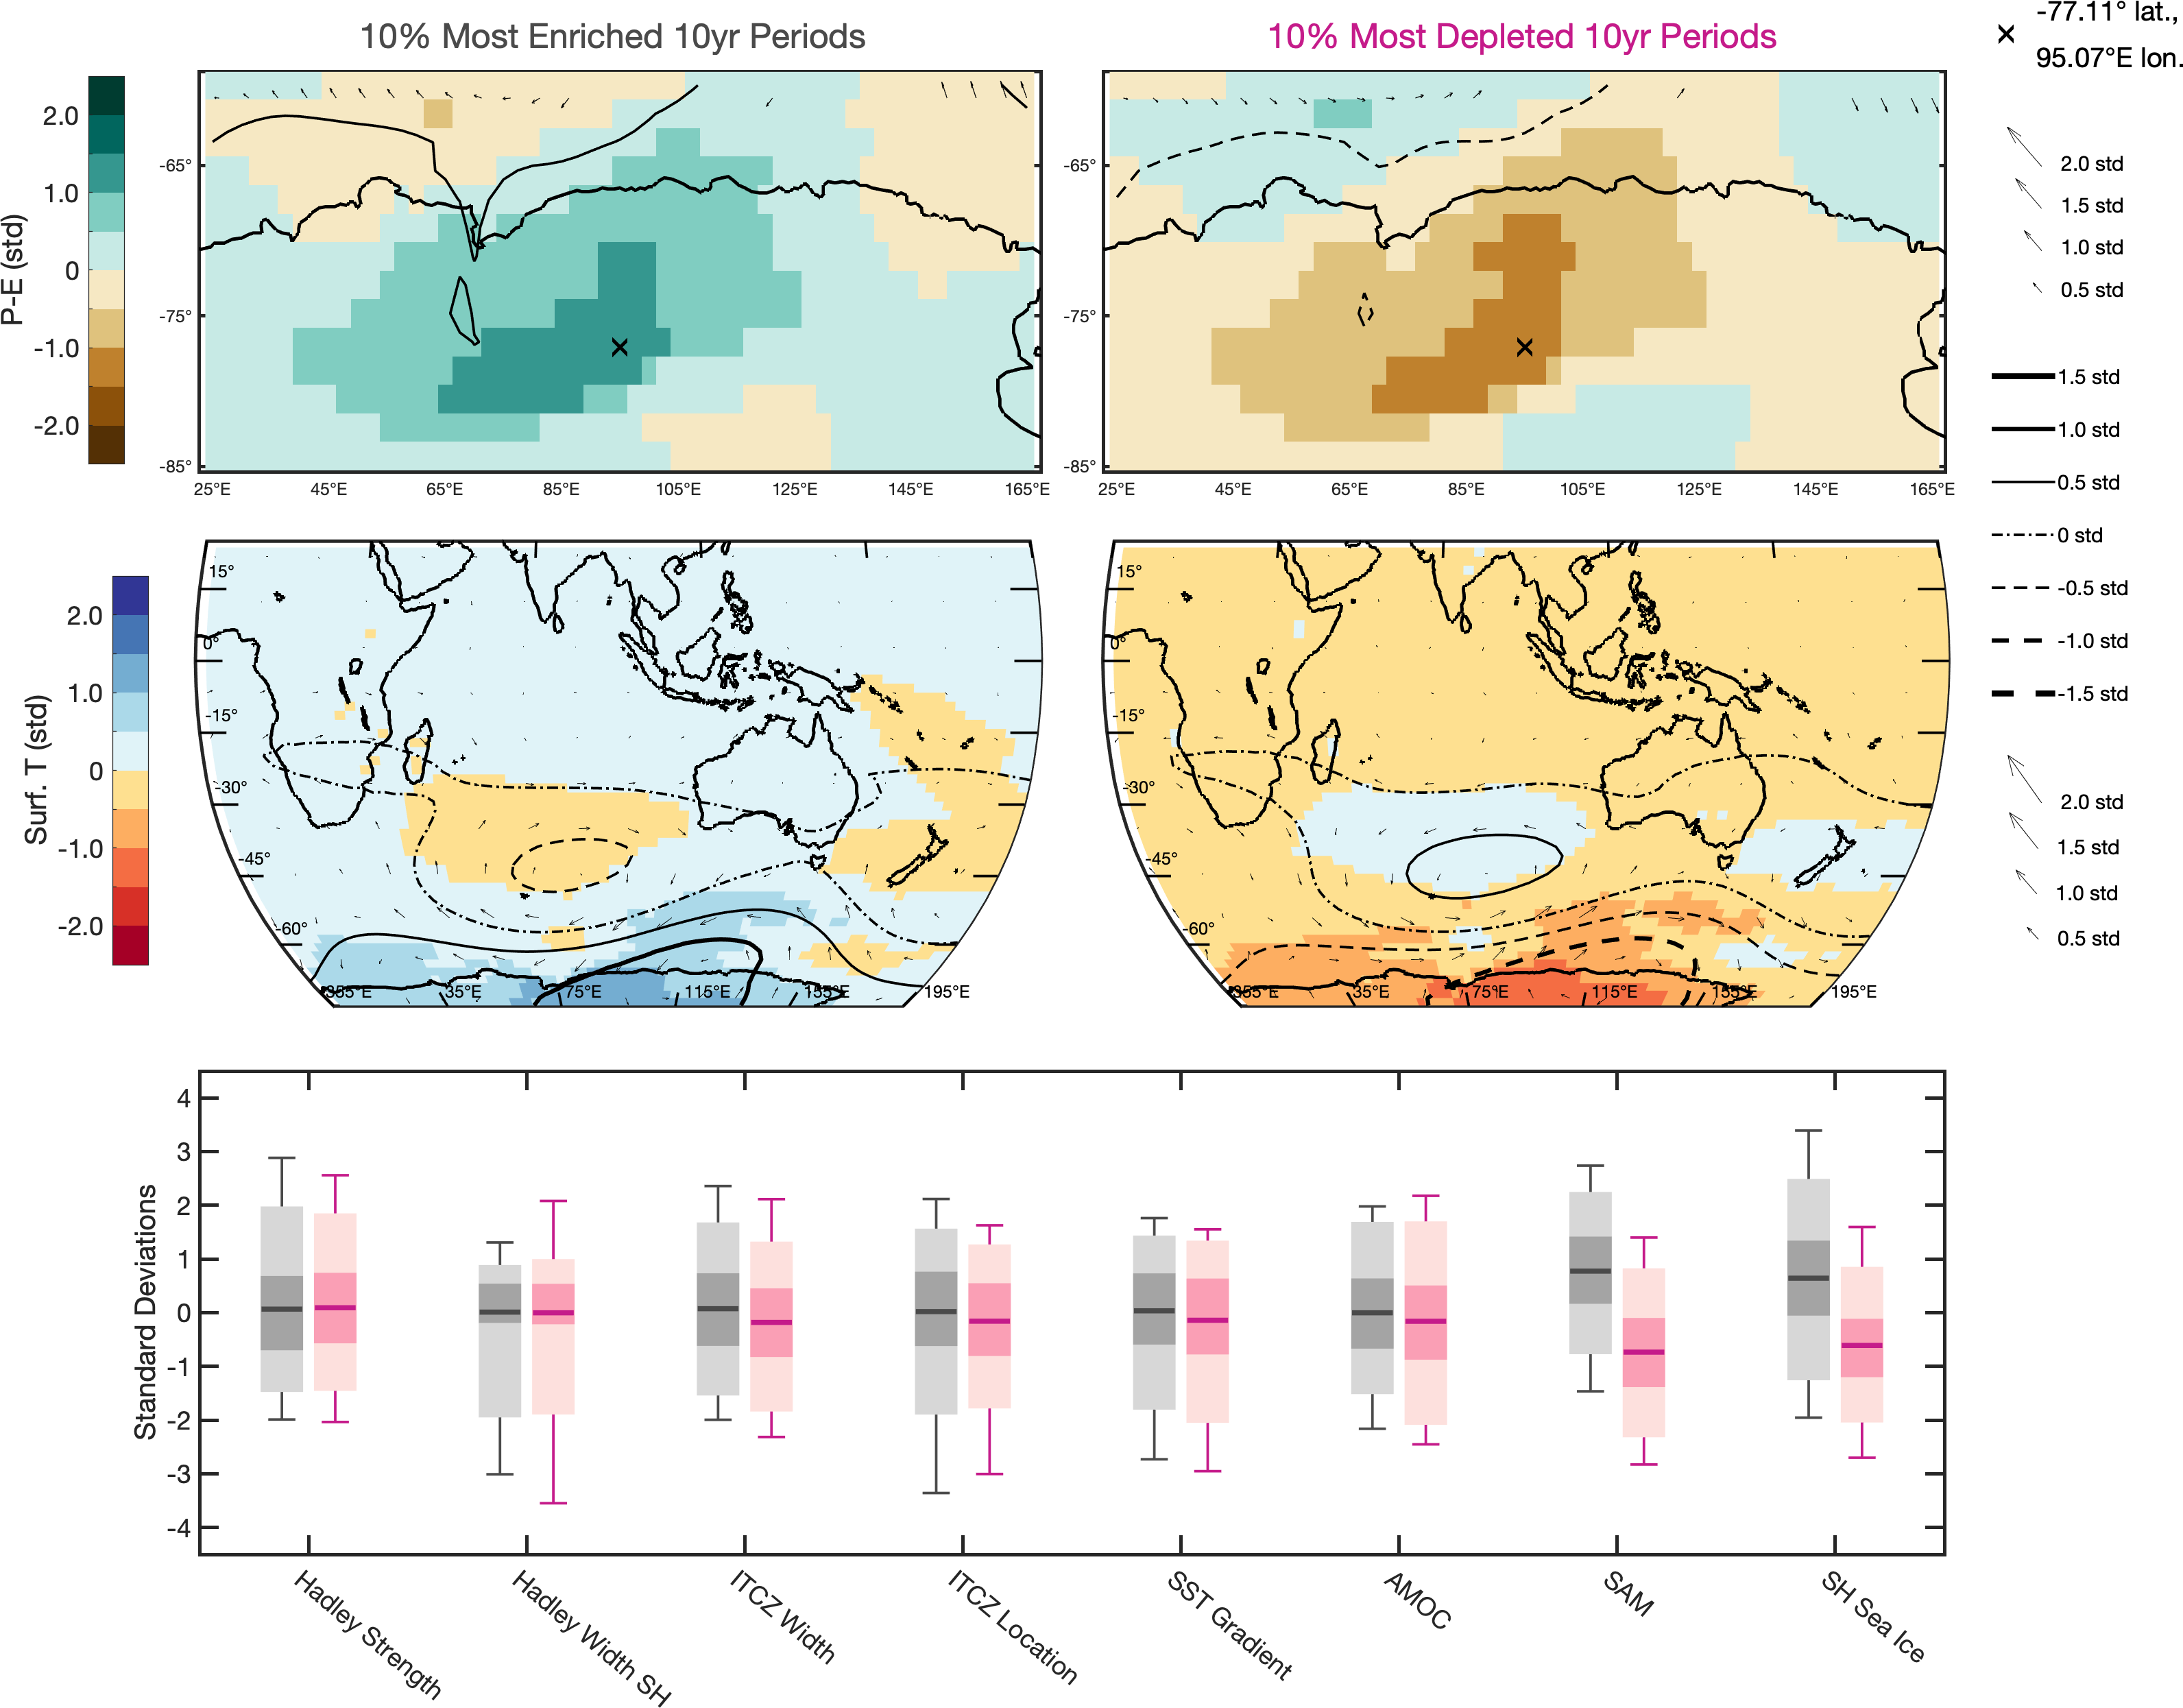 10% Most Enriched 10yr Periods
10% Most Depleted 10yr Periods
-77.11° lat.,
95.07°E lon.
P-E (std)
2.0
1.0
0
-1.0
-2.0
-65°
-75°
-85°
25°E 45°E 65°E 85°E 105°E 125°E 145°E 165°E
-65°
-75°
-85°
25°E 45°E 65°E 85°E 105°E 125°E 145°E 165°E
2.0 std
1.5 std
1.0 std
0.5 std
1.5 std
1.0 std
0.5 std
0 std
-0.5 std
-1.0 std
-1.5 std
2.0 std
1.5 std
1.0 std
0.5 std
Surf. T (std)
2.0
1.0
0
-1.0
-2.0
15°
0°
-15°
-30°
-45°
-60°
355°E 35°E 75°E 115°E 155°E 195°E
15°
0°
-15°
-30°
-45°
-60°
355°E 35°E 75°E 115°E 155°E 195°E
Standard Deviations
4
3
2
1
0
-1
-2
-3
-4
Hadley Strength
Hadley Width SH
ITCZ Width
ITCZ Location
SST Gradient
AMOC
SAM
SH Sea Ice